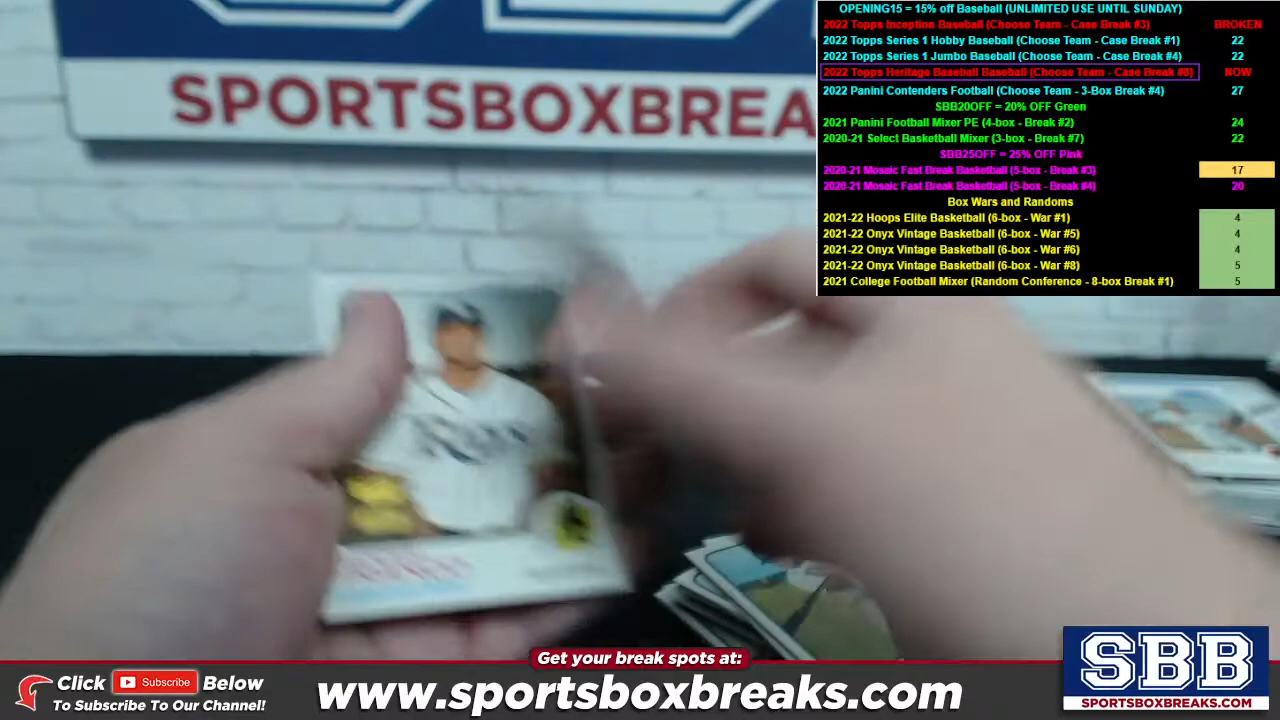 SPORTSBOXBREA
OPENING15 = 15% off Baseball (UNLIMITED USE UNTIL SUNDAY)
2022 Topps Inception Baseball (Choose Team - Case Break #3) BROKEN
2022 Topps Series 1 Hobby Baseball (Choose Team - Case Break #1) 22
2022 Topps Series 1 Jumbo Baseball (Choose Team - Case Break #4) 22
2022 Topps Heritage Baseball Baseball (Choose Team - Case Break #8) NOW
2022 Panini Contenders Football (Choose Team - 3-Box Break #4) 27
SBB20OFF = 20% OFF Green
2021 Panini Football Mixer PE (4-box - Break #2) 24
2020-21 Select Basketball Mixer (3-box - Break #7) 22
SBB25OFF = 25% OFF Pink
2020-21 Mosaic Fast Break Basketball (5-box - Break #3) 17
2020-21 Mosaic Fast Break Basketball (5-box - Break #4) 20
Box Wars and Randoms
2021-22 Hoops Elite Basketball (6-box - War #1) 4
2021-22 Onyx Vintage Basketball (6-box - War #5) 4
2021-22 Onyx Vintage Basketball (6-box - War #6) 4
2021-22 Onyx Vintage Basketball (6-box - War #8) 5
2021 College Football Mixer (Random Conference - 8-box Break #1) 5
Get your break spots at:
Click Subscribe Below
To Subscribe To Our Channel!
www.sportsboxbreaks.com
SBB
SPORTSBOXBREAKS.COM